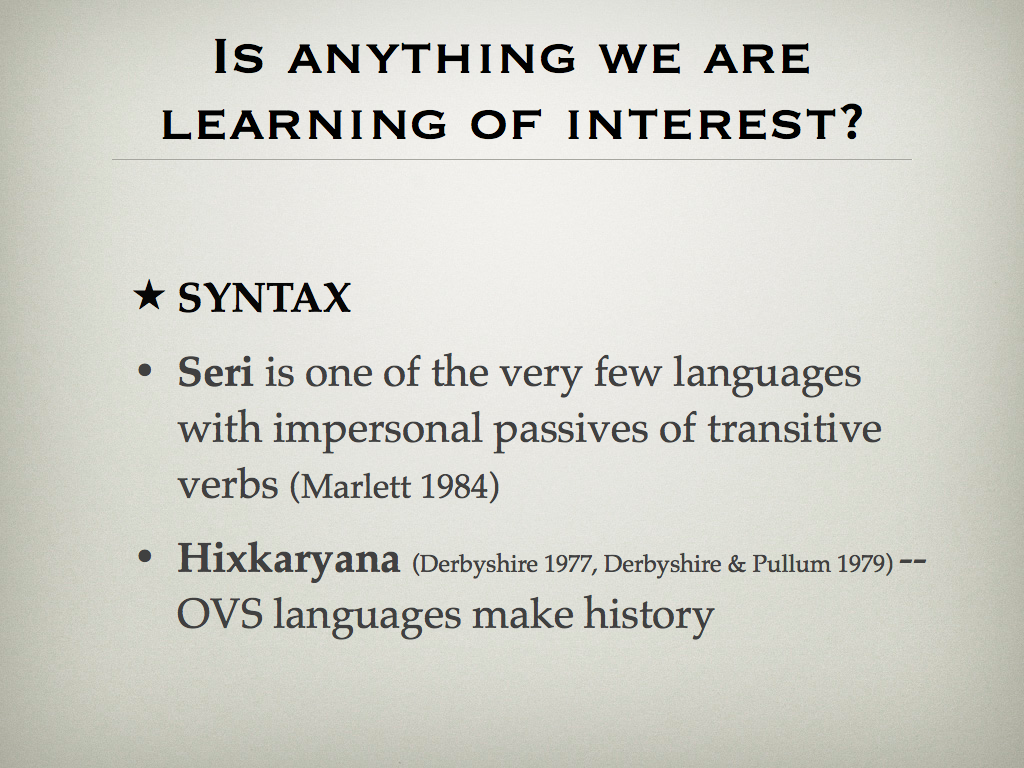 Is anything we are
learning of interest?
★ SYNTAX
• Seri is one of the very few languages
with impersonal passives of transitive
verbs (Marlett 1984)
• Hixkaryana (Derbyshire 1977, Derbyshire & Pullum 1979) --
OVS languages make history